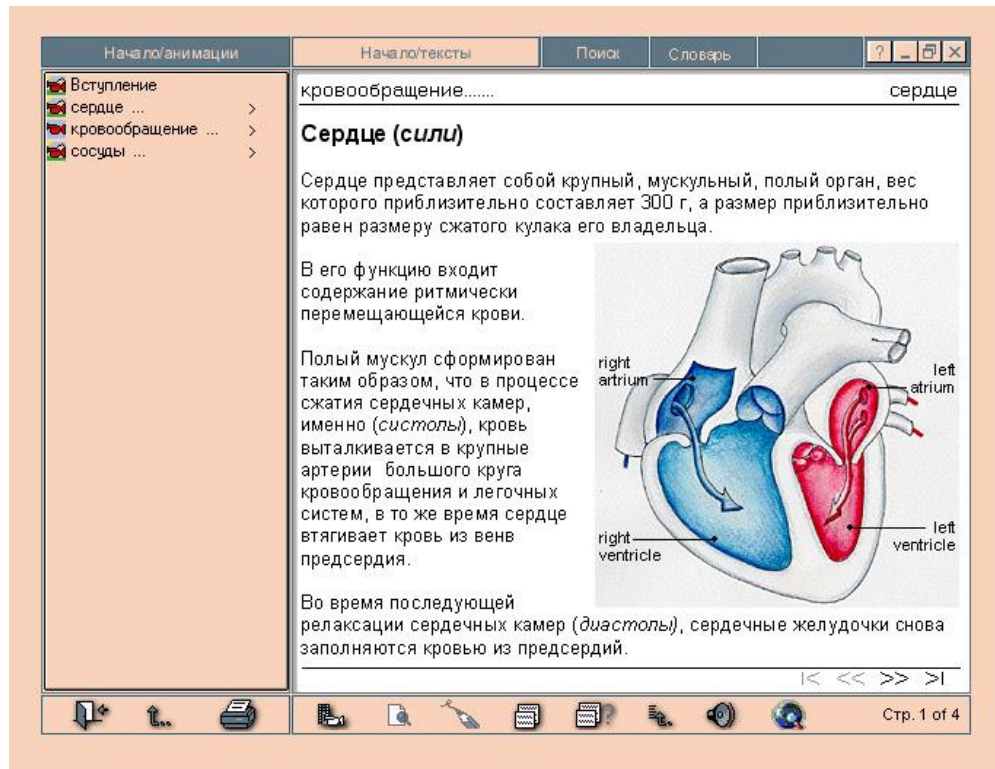 Начало/анимации
Начало/тексты
Поиск
Словарь
?
Вступление
сердце ... >
кровообращение ... >
сосуды ... >
кровообращение....... сердце
Сердце (сили)
Сердце представляет собой крупный, мускульный, полый орган, вес
которого приблизительно составляет 300 г, а размер приблизительно
равен размеру сжатого кулака его владельца.
В его функцию входит
содержание ритмически
перемещающейся крови.
Полый мускул сформирован
таким образом, что в процессе
сжатия сердечных камер,
именно (систолы), кровь
выталкивается в крупные
артерии большого круга
кровообращения и легочных
систем, в то же время сердце
втягивает кровь из венв
предсердия.
right
artrium
left
atrium
right
ventricle
left
ventricle
Во время последующей
релаксации сердечных камер (диастолы), сердечные желудочки снова
заполняются кровью из предсердий.
|< << >> >|
Стр. 1 of 4